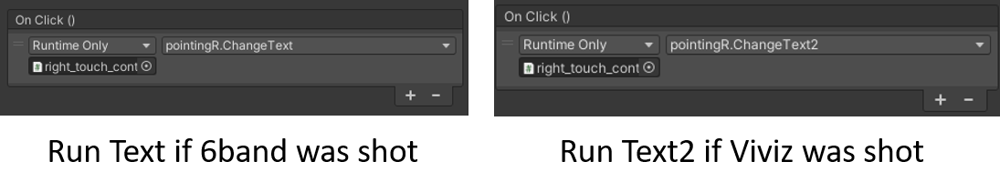 On Click ()
Runtime Only pointingR.ChangeText
right_touch_cont
Run Text if 6band was shot
On Click ()
Runtime Only pointingR.ChangeText2
right_touch_cont
Run Text2 if Viviz was shot